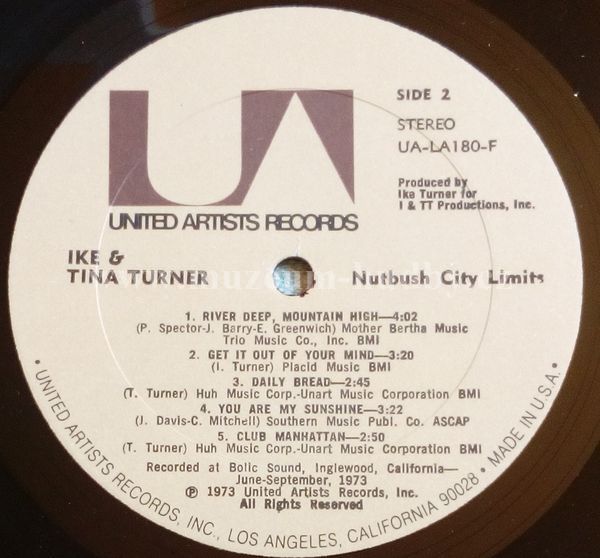 UA
SIDE 2
STEREO
UA-LA180-F
Produced by
Ike Turner for
I & TT Productions, Inc.
UNITED ARTISTS RECORDS
IKE &
TINA TURNER
Nutbush City Limits
1. RIVER DEEP, MOUNTAIN HIGH—4:02
(P. Spector-J. Barry-E. Greenwich) Mother Bertha Music
Trio Music Co., Inc. BMI
2. GET IT OUT OF YOUR MIND—3:20
(I. Turner) Placid Music BMI
3. DAILY BREAD—2:45
(T. Turner) Huh Music Corp.-Unart Music Corporation BMI
4. YOU ARE MY SUNSHINE—3:22
(J. Davis-C. Mitchell) Southern Music Publ. Co. ASCAP
5. CLUB MANHATTAN—2:50
(T. Turner) Huh Music Corp.-Unart Music Corporation BMI
Recorded at Bolic Sound, Inglewood, California—
June-September, 1973
℗ 1973 United Artists Records, Inc.
All Rights Reserved
• UNITED ARTISTS RECORDS, INC., LOS ANGELES, CALIFORNIA 90028 • MADE IN U.S.A. •